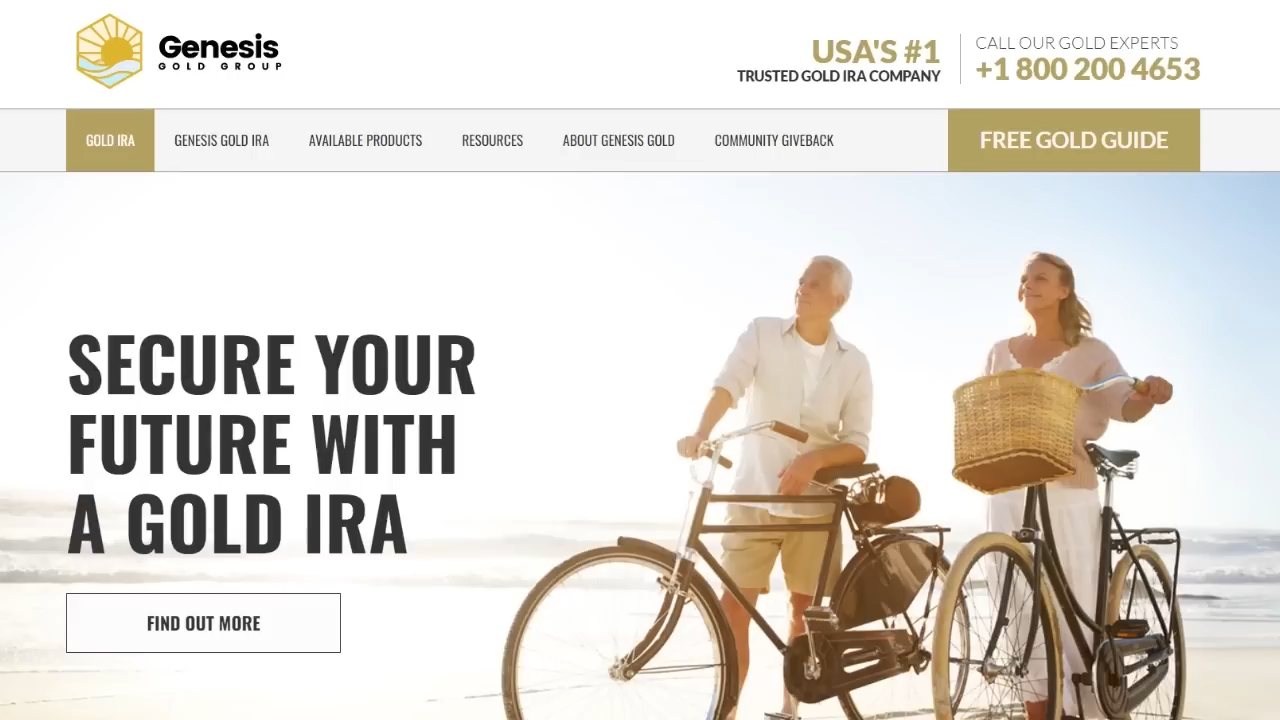 Genesis
GOLD GROUP
USA'S #1
TRUSTED GOLD IRA COMPANY
CALL OUR GOLD EXPERTS
+1 800 200 4653
GOLD IRA
GENESIS GOLD IRA
AVAILABLE PRODUCTS
RESOURCES
ABOUT GENESIS GOLD
COMMUNITY GIVEBACK
FREE GOLD GUIDE
SECURE YOUR
FUTURE WITH
A GOLD IRA
FIND OUT MORE